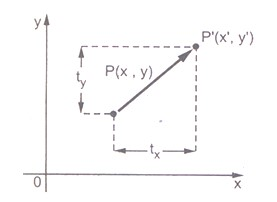 y
P'(x', y')
P(x , y)
t_y
t_x
0
x